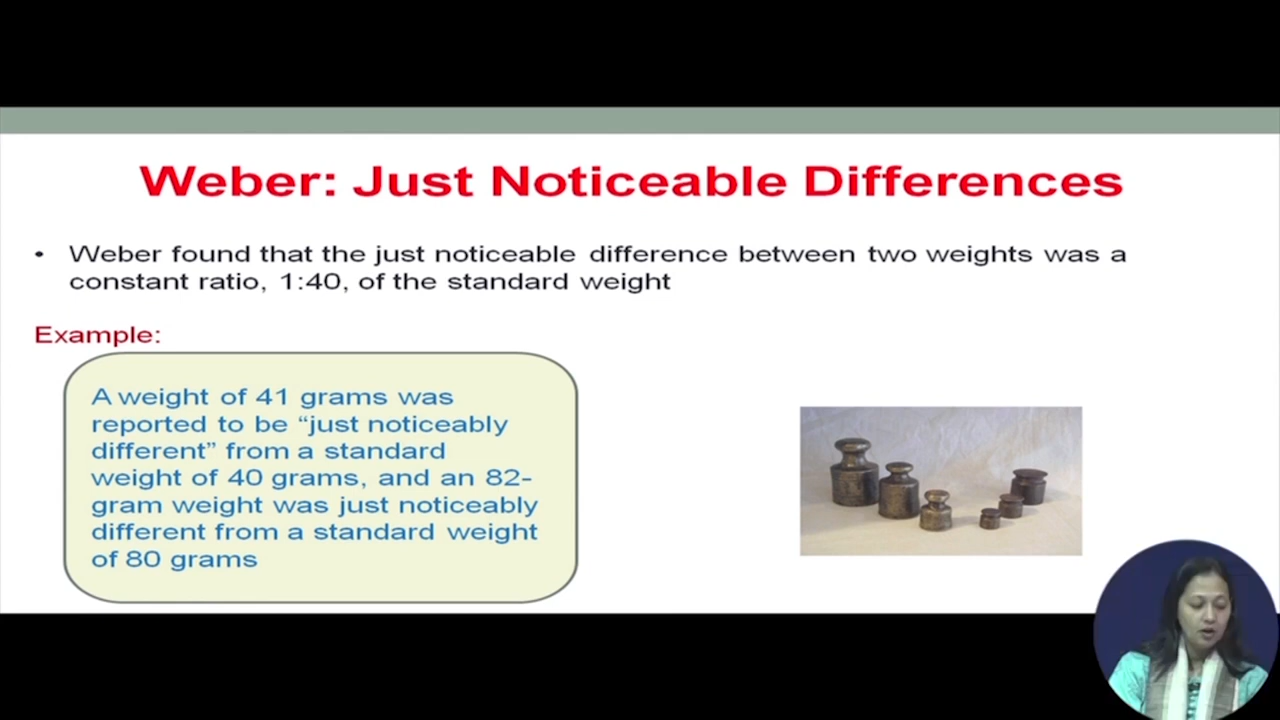 Weber: Just Noticeable Differences
• Weber found that the just noticeable difference between two weights was a
constant ratio, 1:40, of the standard weight
Example:
A weight of 41 grams was
reported to be “just noticeably
different” from a standard
weight of 40 grams, and an 82-
gram weight was just noticeably
different from a standard weight
of 80 grams